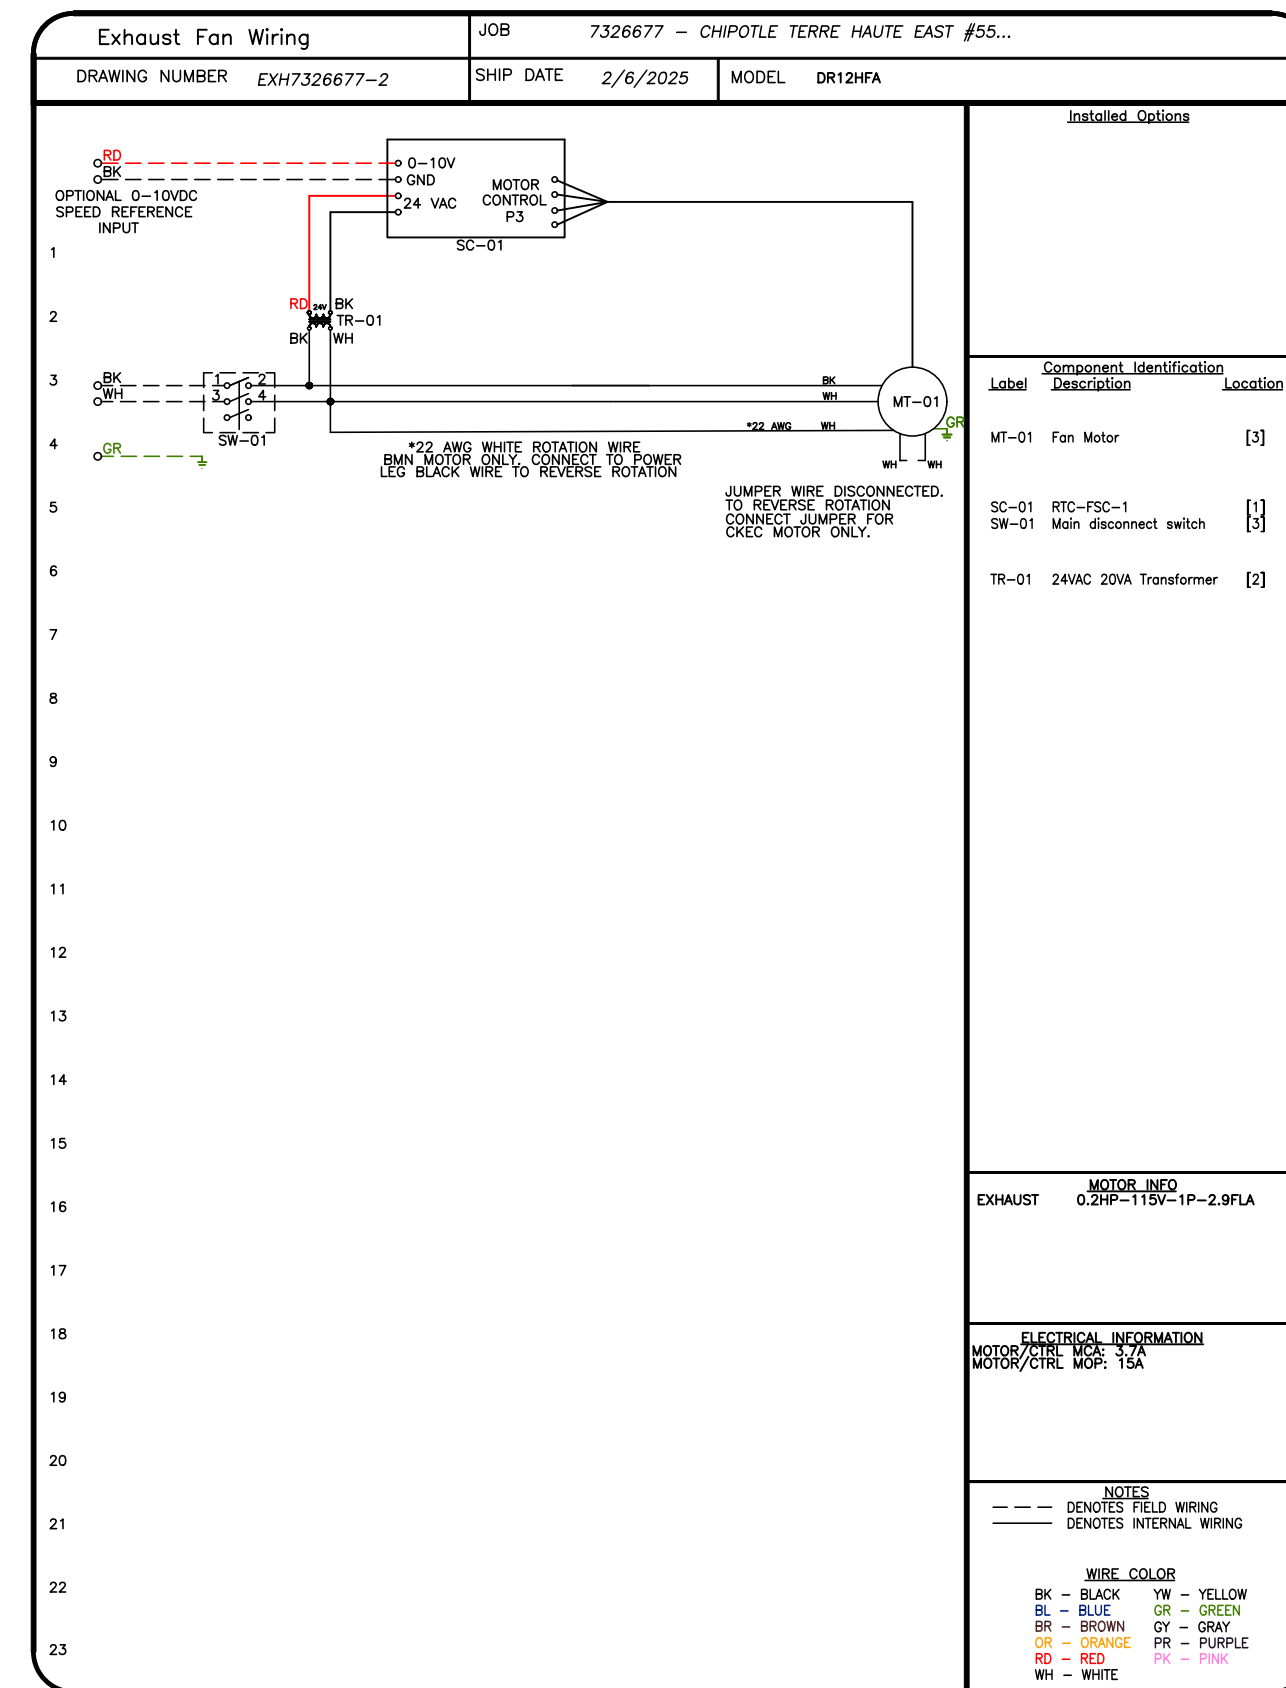 Exhaust Fan Wiring
JOB 7326677 - CHIPOTLE TERRE HAUTE EAST #55...
DRAWING NUMBER EXH7326677-2
SHIP DATE 2/6/2025
MODEL DR12HFA
RD
BK
OPTIONAL 0-10VDC
SPEED REFERENCE
INPUT
0-10V
GND
24 VAC
MOTOR
CONTROL
P3
SC-01
RD 24V BK
TR-01
BK WH
BK
WH
1 2
3 4
SW-01
GR
BK
WH
*22 AWG WH
MT-01
GR
WH WH
*22 AWG WHITE ROTATION WIRE
BMN MOTOR ONLY. CONNECT TO POWER
LEG BLACK WIRE TO REVERSE ROTATION
JUMPER WIRE DISCONNECTED.
TO REVERSE ROTATION
CONNECT JUMPER FOR
CKEC MOTOR ONLY.
1
2
3
4
5
6
7
8
9
10
11
12
13
14
15
16
17
18
19
20
21
22
23
Installed Options
Component Identification
Label Description Location
MT-01 Fan Motor [3]
SC-01 RTC-FSC-1 [1]
SW-01 Main disconnect switch [3]
TR-01 24VAC 20VA Transformer [2]
MOTOR INFO
EXHAUST 0.2HP-115V-1P-2.9FLA
ELECTRICAL INFORMATION
MOTOR/CTRL MCA: 3.7A
MOTOR/CTRL MOP: 15A
NOTES
DENOTES FIELD WIRING
DENOTES INTERNAL WIRING
WIRE COLOR
BK - BLACK YW - YELLOW
BL - BLUE GR - GREEN
BR - BROWN GY - GRAY
OR - ORANGE PR - PURPLE
RD - RED PK - PINK
WH - WHITE